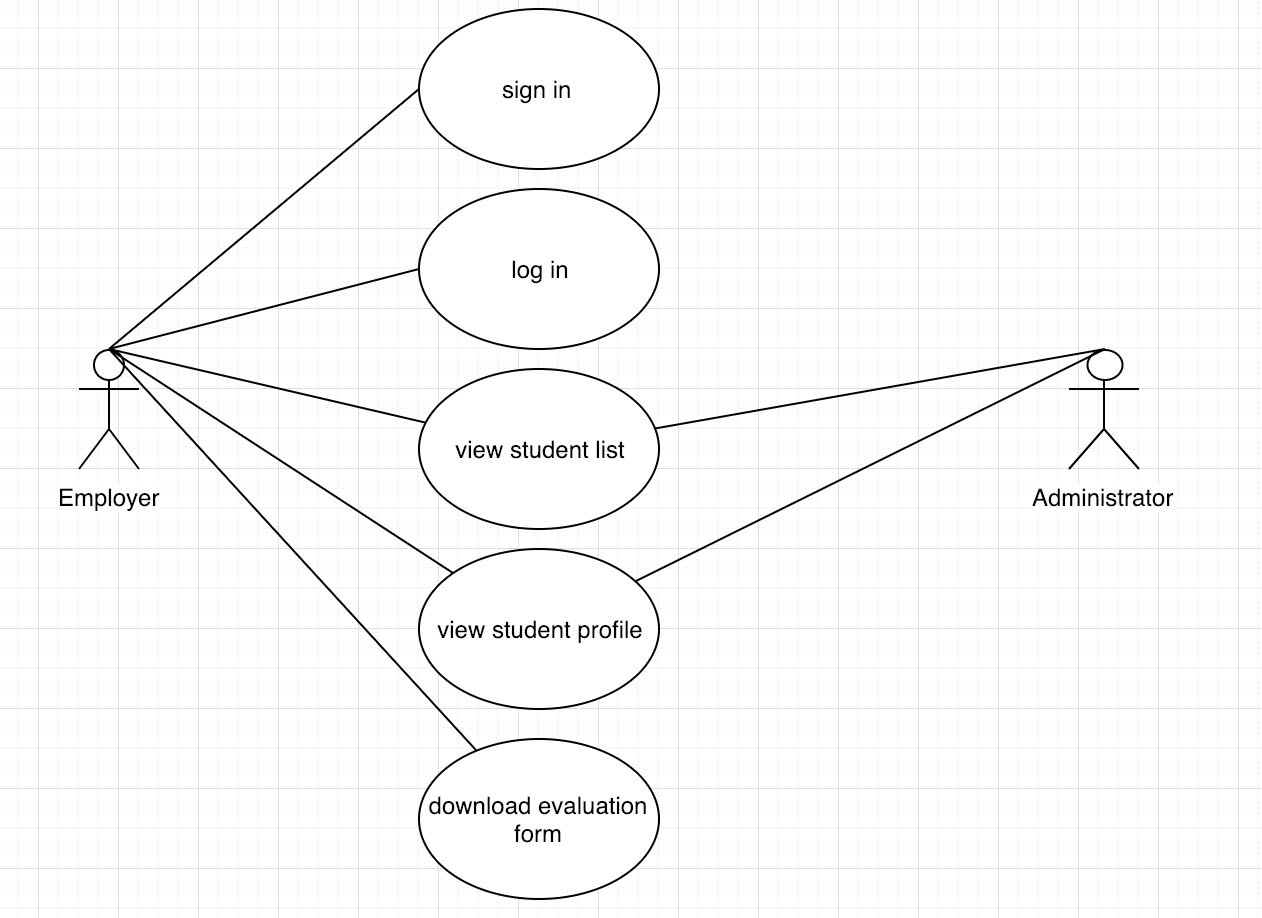 sign in
log in
view student list
Employer
Administrator
view student profile
download evaluation
form